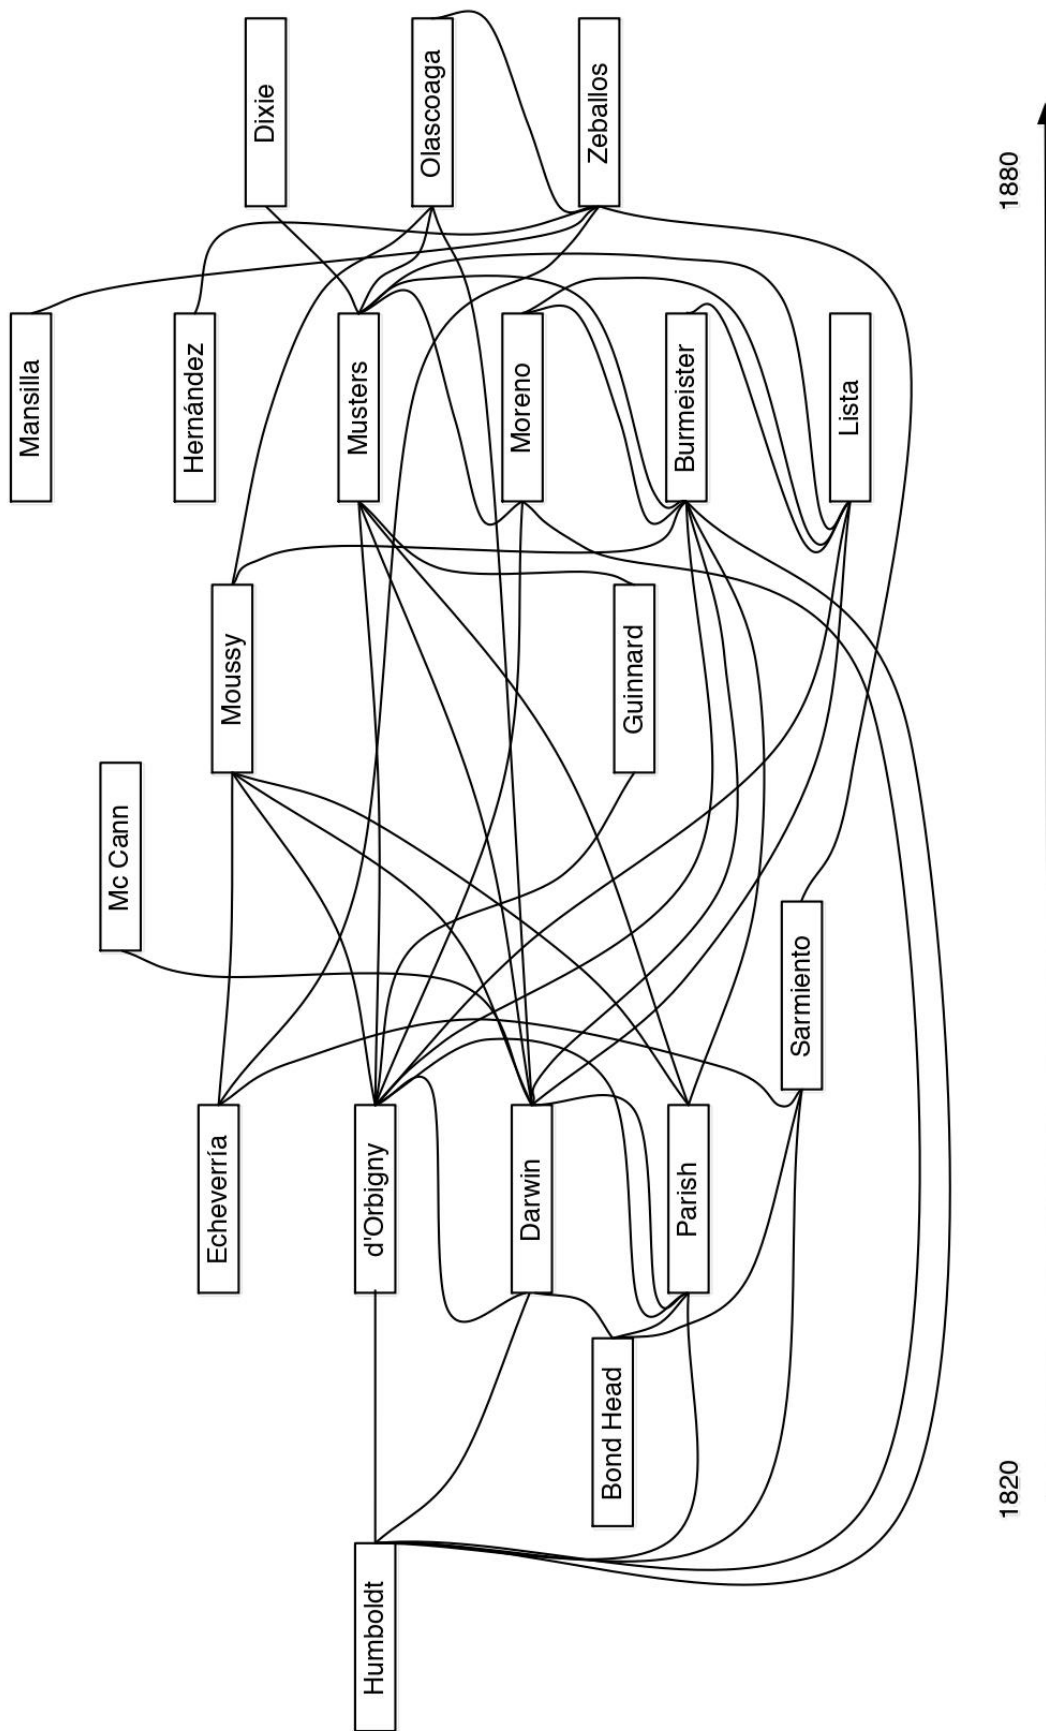 Mansilla
Hernández
Dixie
Olascoaga
Zeballos
Musters
Moreno
Burmeister
Lista
Mc Cann
Moussy
Guinnard
Echeverría
d'Orbigny
Darwin
Parish
Sarmiento
Bond Head
Humboldt
1820
1880